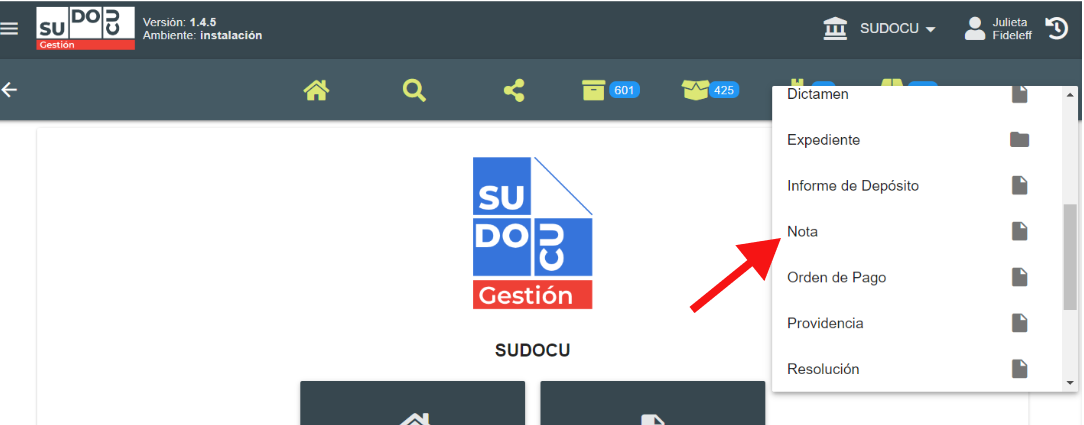 SU
DO
CU
Gestión
Versión: 1.4.5
Ambiente: instalación
SUDOCU
Julieta
Fideleff
601
425
Dictamen
Expediente
Informe de Depósito
Nota
Orden de Pago
Providencia
Resolución
SU
DO
CU
Gestión
SUDOCU